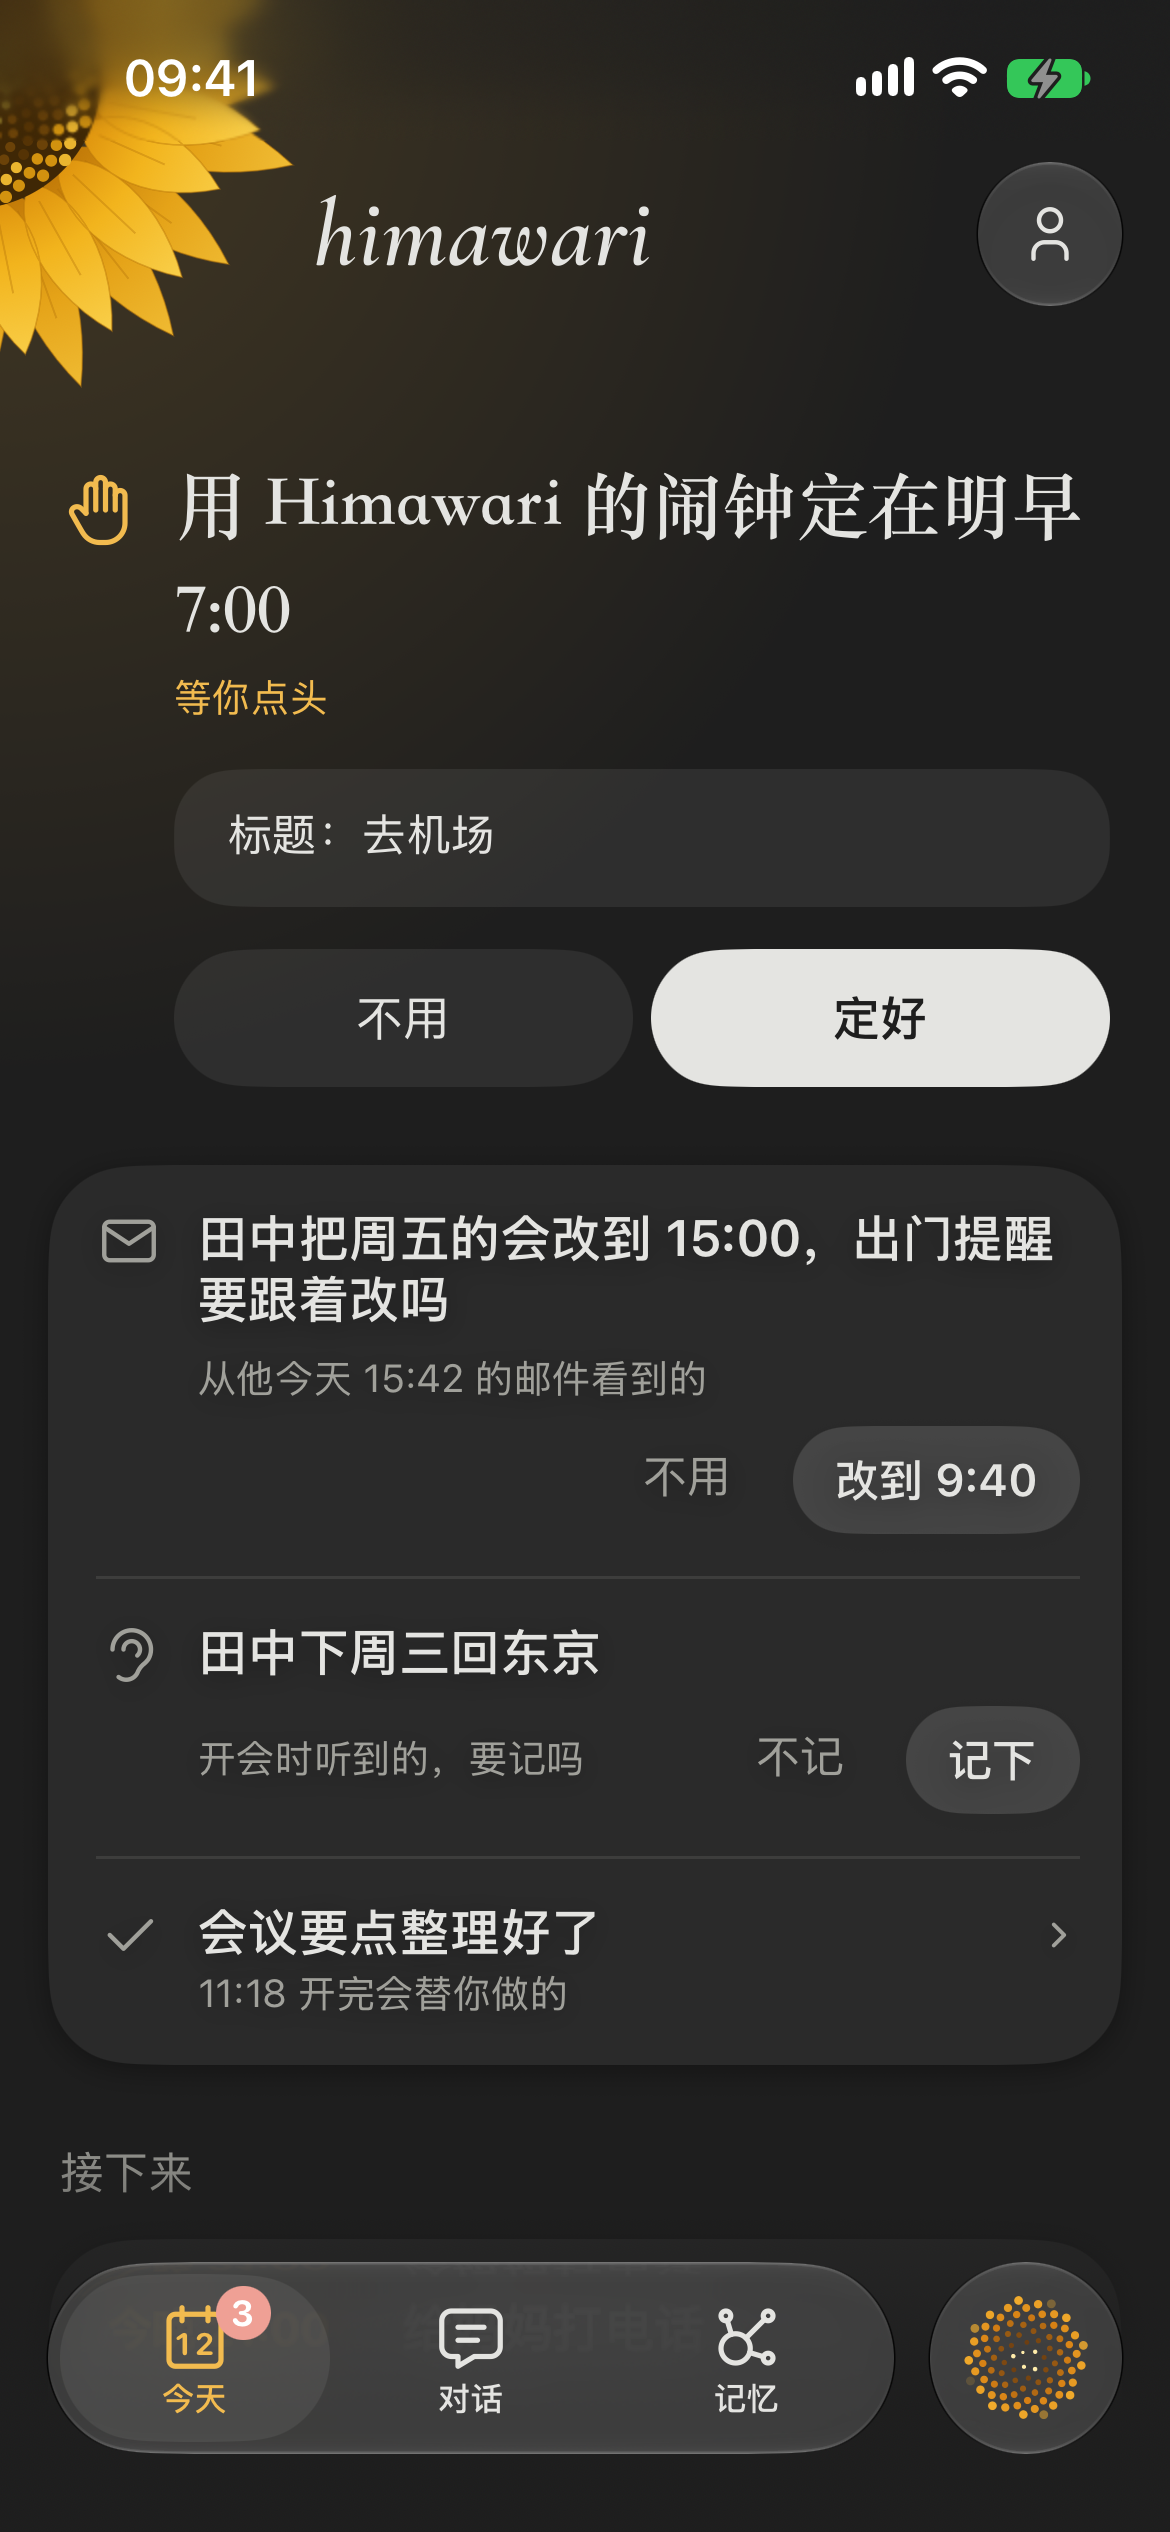 09:41
himawari
用 Himawari 的闹钟定在明早
7:00
等你点头
标题：去机场
不用
定好
田中把周五的会改到 15:00，出门提醒
要跟着改吗
从他今天 15:42 的邮件看到的
不用
改到 9:40
田中下周三回东京
开会时听到的，要记吗
不记
记下
会议要点整理好了
11:18 开完会替你做的
接下来
12
3
今天
对话
记忆